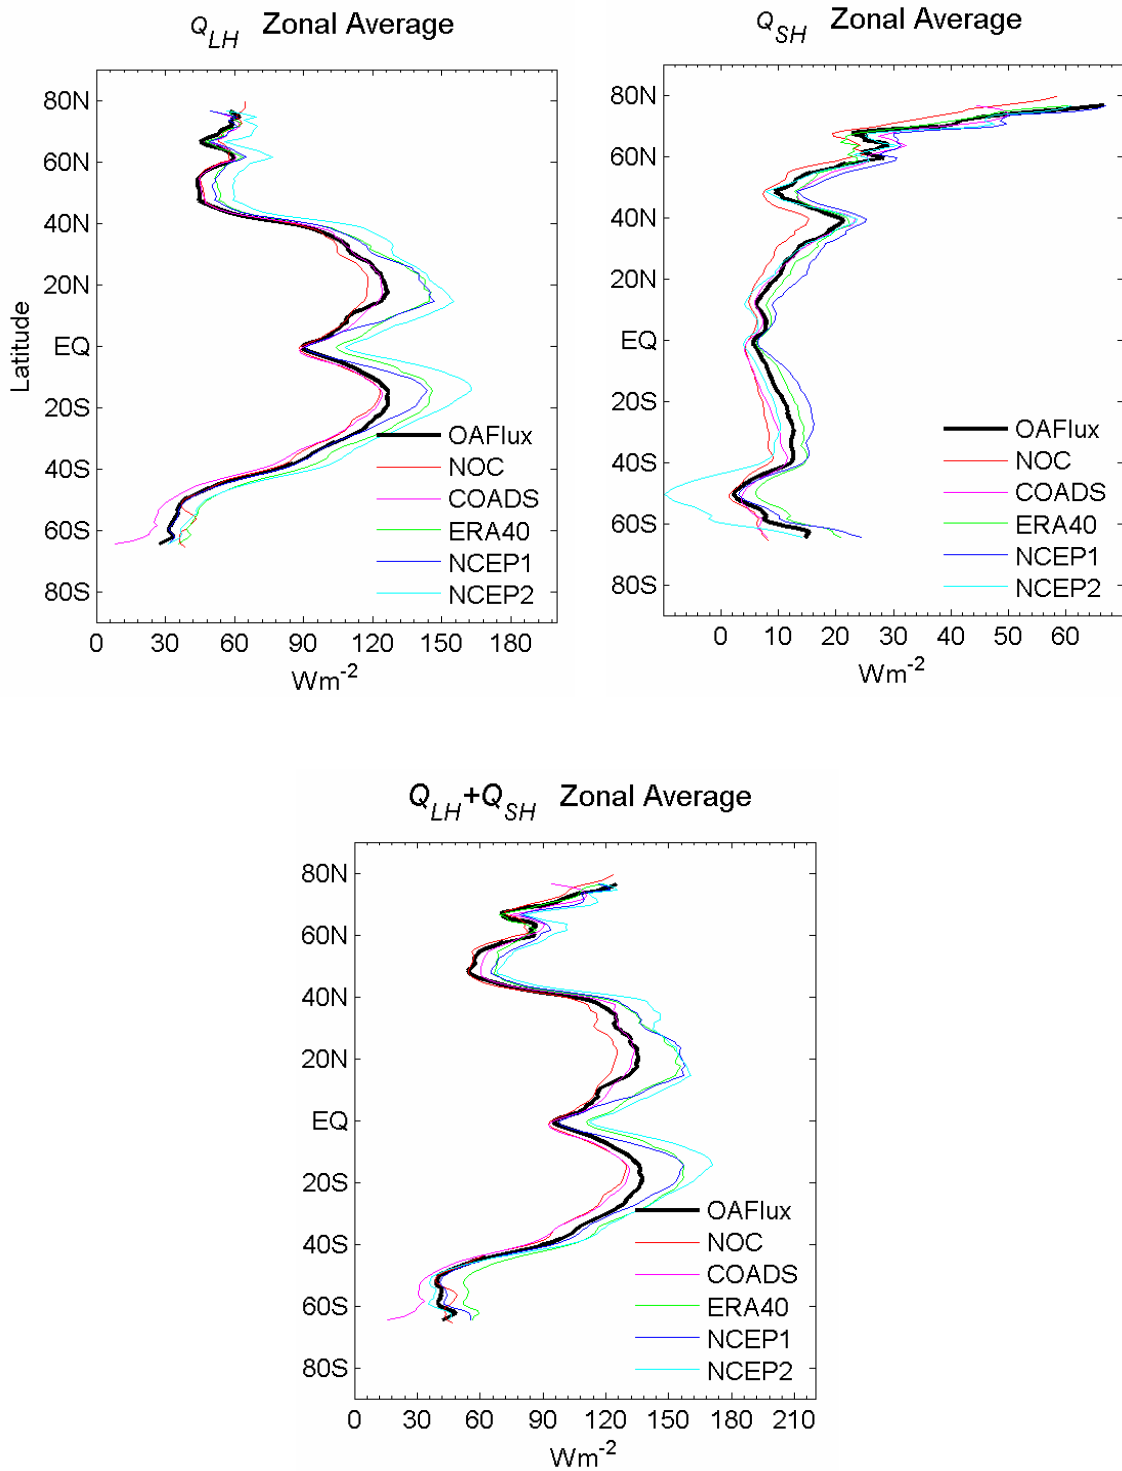 Q_LH Zonal Average
80N
60N
40N
20N
EQ
20S
40S
60S
80S
Latitude
OAFlux
NOC
COADS
ERA40
NCEP1
NCEP2
0 30 60 90 120 150 180
Wm-2
Q_SH Zonal Average
80N
60N
40N
20N
EQ
20S
40S
60S
80S
OAFlux
NOC
COADS
ERA40
NCEP1
NCEP2
0 10 20 30 40 50 60
Wm-2
Q_LH+Q_SH Zonal Average
80N
60N
40N
20N
EQ
20S
40S
60S
80S
OAFlux
NOC
COADS
ERA40
NCEP1
NCEP2
0 30 60 90 120 150 180 210
Wm-2